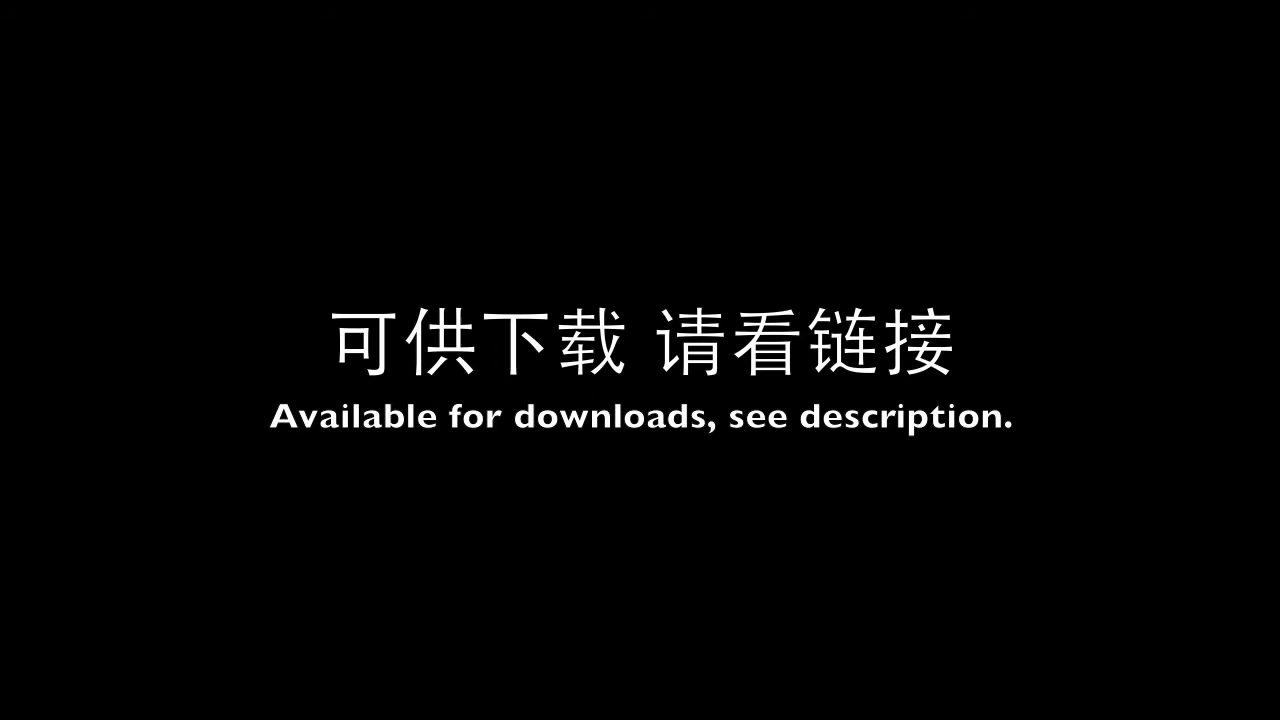 可供下载 请看链接
Available for downloads, see description.